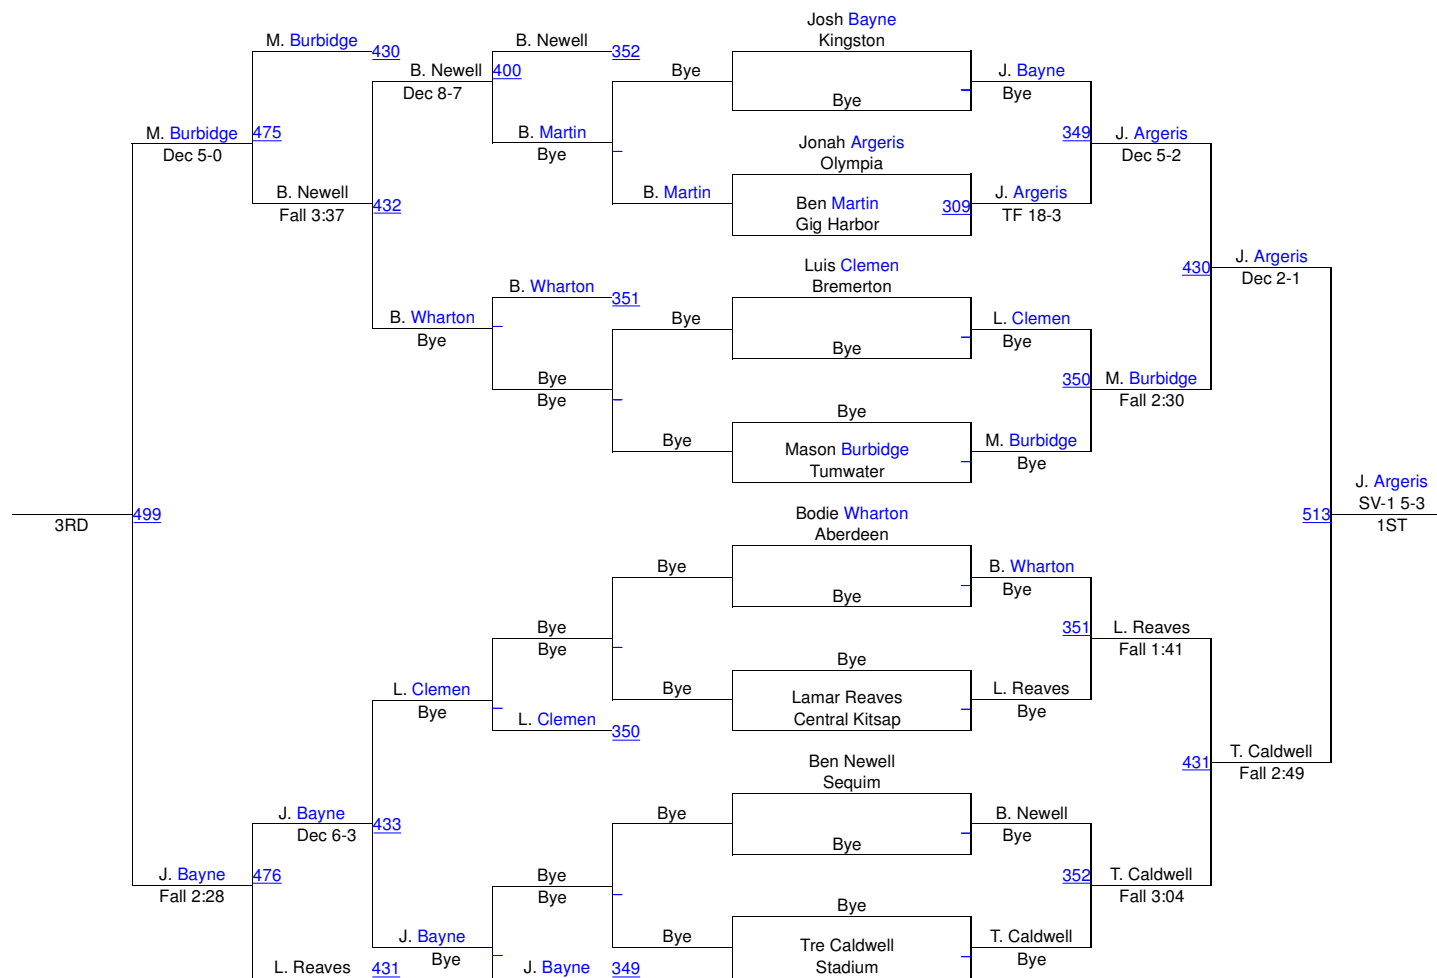 Josh Bayne
M. Burbidge
430
B. Newell
352
Kingston
B. Newell
400
Bye
J. Bayne
Dec 8-7
Bye
Bye
M. Burbidge
475
B. Martin
349
J. Argeris
Dec 5-0
Bye
Jonah Argeris
Dec 5-2
Olympia
B. Newell
432
B. Martin
Ben Martin
309
J. Argeris
Fall 3:37
Gig Harbor
TF 18-3
J. Argeris
Luis Clemen
430
Dec 2-1
B. Wharton
351
Bremerton
B. Wharton
Bye
L. Clemen
Bye
Bye
Bye
Bye
350
M. Burbidge
Bye
Fall 2:30
Bye
Bye
Mason Burbidge
M. Burbidge
Tumwater
Bye
J. Argeris
SV-1 5-3
3RD
499
Bodie Wharton
513
1ST
Aberdeen
Bye
B. Wharton
Bye
Bye
Bye
351
L. Reaves
Bye
Fall 1:41
Bye
L. Clemen
Bye
Lamar Reaves
L. Reaves
Bye
Central Kitsap
Bye
L. Clemen
350
T. Caldwell
Ben Newell
431
Fall 2:49
Sequim
J. Bayne
433
Bye
B. Newell
Dec 6-3
Bye
Bye
J. Bayne
476
Bye
352
T. Caldwell
Fall 2:28
Bye
Fall 3:04
Bye
J. Bayne
Bye
Tre Caldwell
T. Caldwell
Bye
Stadium
Bye
L. Reaves
431
J. Bayne
349